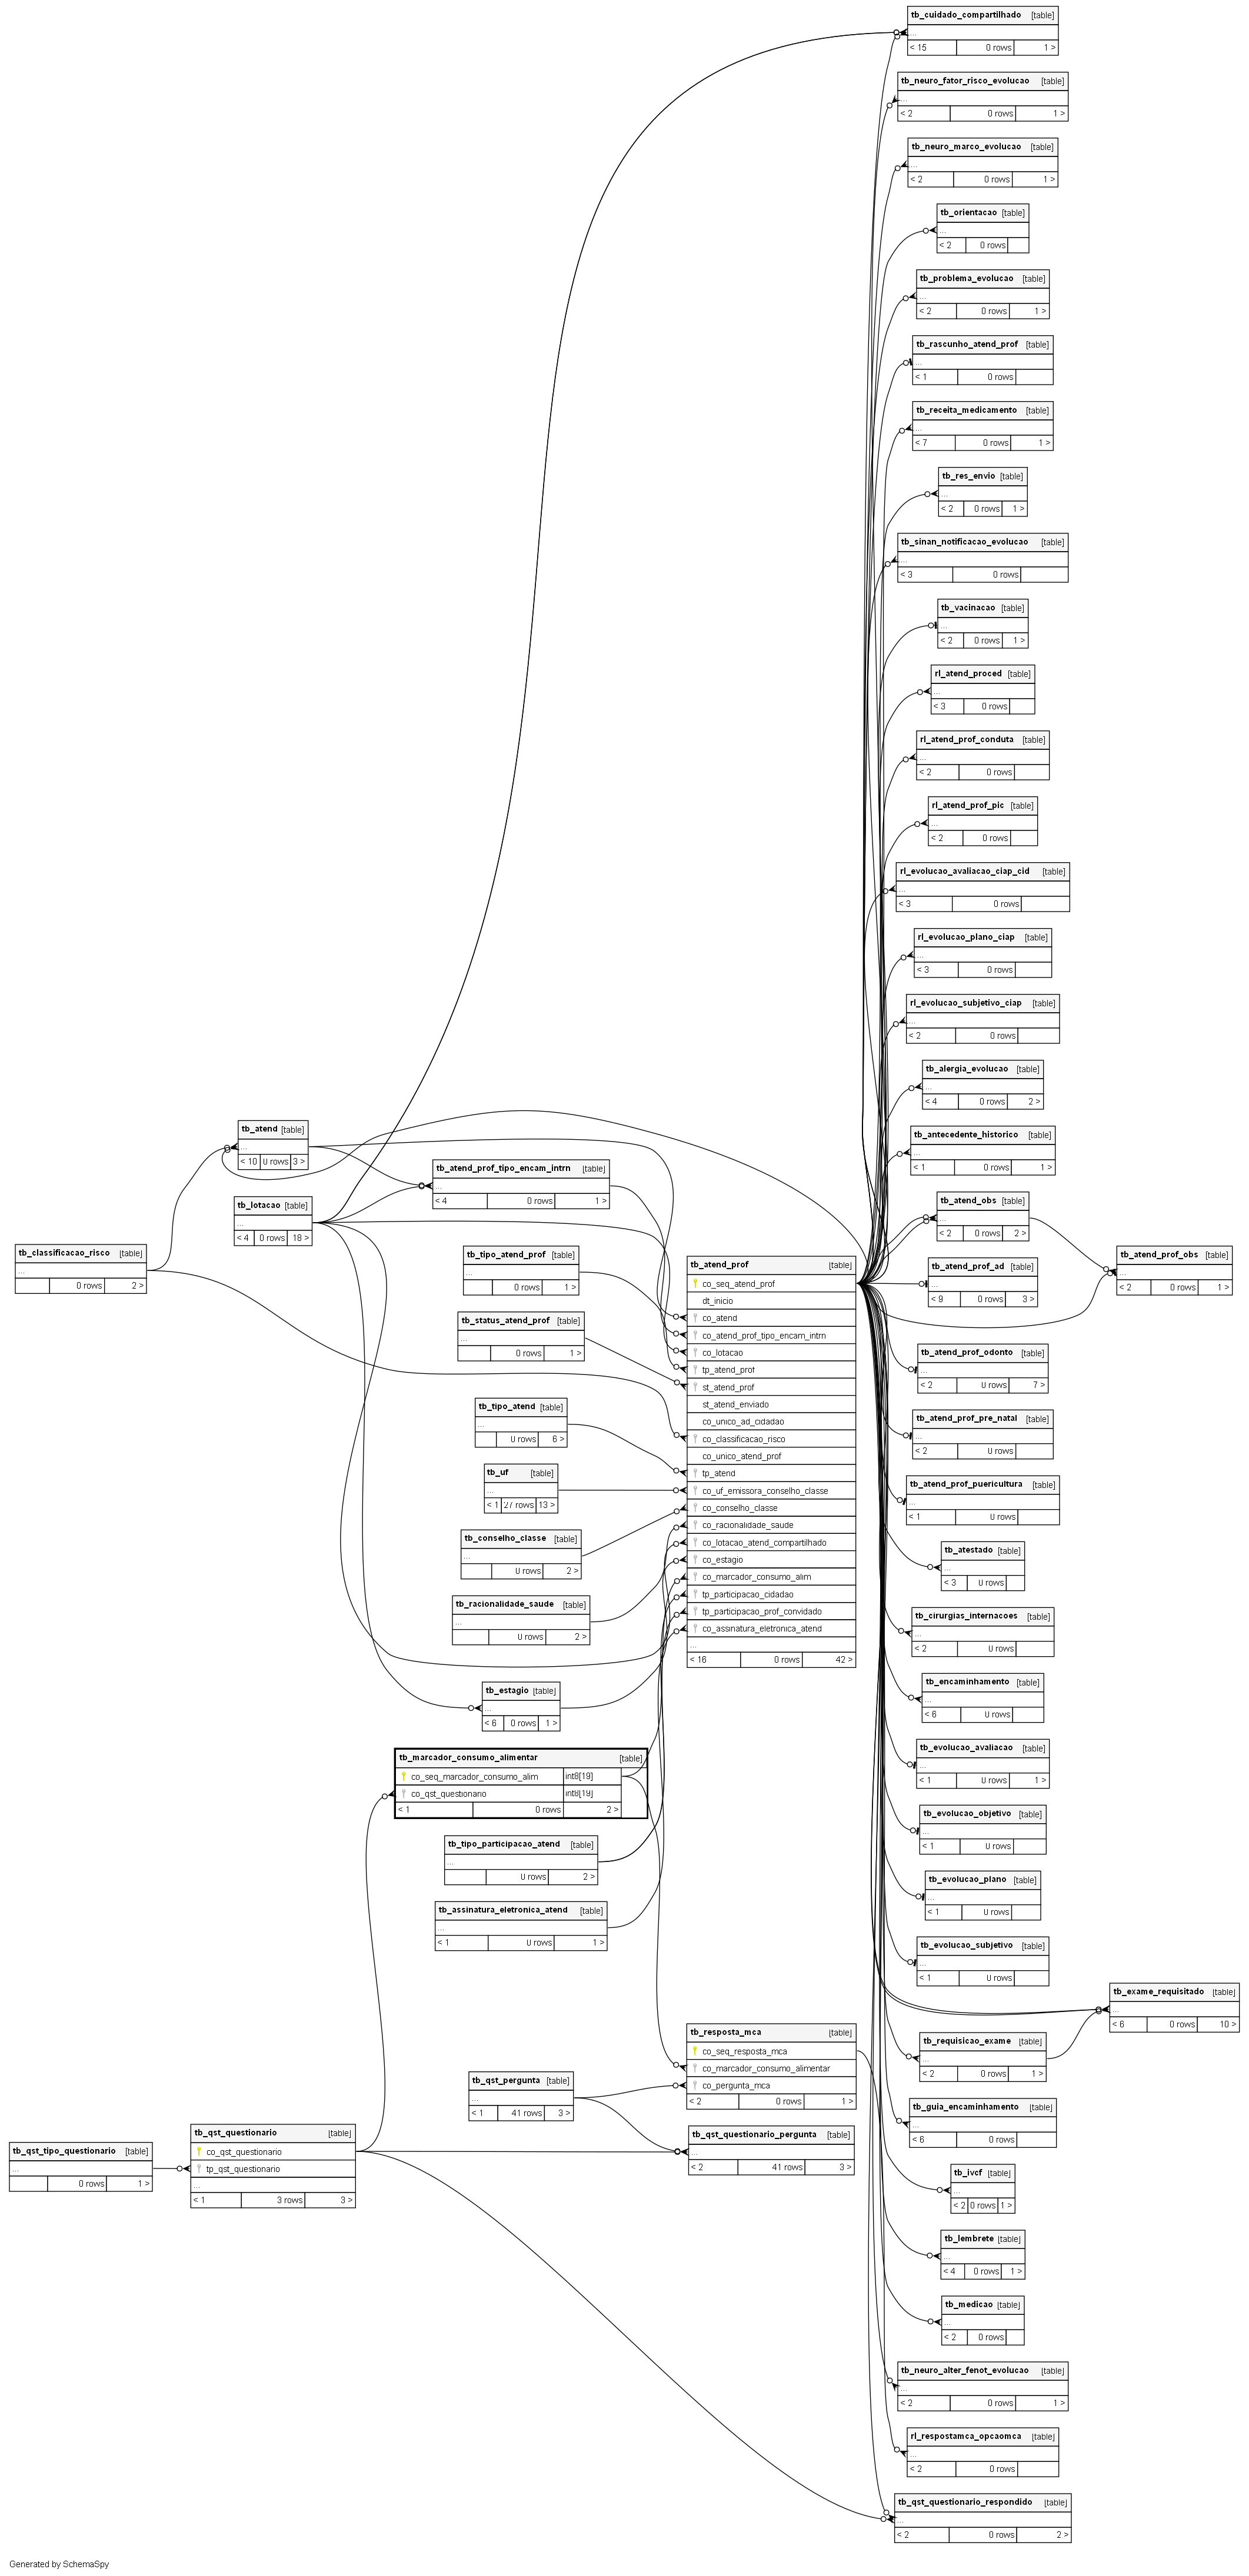 tb_cuidado_compartilhado [table]
...
< 15 0 rows 1 >
tb_neuro_fator_risco_evolucao [table]
...
< 2 0 rows 1 >
tb_neuro_marco_evolucao [table]
...
< 2 0 rows 1 >
tb_orientacao [table]
...
< 2 0 rows
tb_problema_evolucao [table]
...
< 2 0 rows 1 >
tb_rascunho_atend_prof [table]
...
< 1 0 rows
tb_receita_medicamento [table]
...
< 7 0 rows 1 >
tb_res_envio [table]
...
< 2 0 rows 1 >
tb_sinan_notificacao_evolucao [table]
...
< 3 0 rows
tb_vacinacao [table]
...
< 2 0 rows 1 >
rl_atend_proced [table]
...
< 3 0 rows
rl_atend_prof_conduta [table]
...
< 2 0 rows
rl_atend_prof_pic [table]
...
< 2 0 rows
rl_evolucao_avaliacao_ciap_cid [table]
...
< 3 0 rows
rl_evolucao_plano_ciap [table]
...
< 3 0 rows
rl_evolucao_subjetivo_ciap [table]
...
< 2 0 rows
tb_alergia_evolucao [table]
...
< 4 0 rows 2 >
tb_antecedente_historico [table]
...
< 1 0 rows 1 >
tb_atend_obs [table]
...
< 2 0 rows 2 >
tb_atend_prof_obs [table]
...
< 2 0 rows 1 >
tb_atend_prof_ad [table]
...
< 9 0 rows 3 >
tb_atend_prof_odonto [table]
...
< 2 0 rows 7 >
tb_atend_prof_pre_natal [table]
...
< 2 0 rows
tb_atend_prof_puericultura [table]
...
< 1 0 rows
tb_atestado [table]
...
< 3 0 rows
tb_cirurgias_internacoes [table]
...
< 2 0 rows
tb_encaminhamento [table]
...
< 6 0 rows
tb_evolucao_avaliacao [table]
...
< 1 0 rows 1 >
tb_evolucao_objetivo [table]
...
< 1 0 rows
tb_evolucao_plano [table]
...
< 1 0 rows
tb_evolucao_subjetivo [table]
...
< 1 0 rows
tb_exame_requisitado [table]
...
< 6 0 rows 10 >
tb_requisicao_exame [table]
...
< 2 0 rows 1 >
tb_guia_encaminhamento [table]
...
< 6 0 rows
tb_ivcf [table]
...
< 2 0 rows 1 >
tb_lembrete [table]
...
< 4 0 rows 1 >
tb_medicao [table]
...
< 2 0 rows
tb_neuro_alter_fenot_evolucao [table]
...
< 2 0 rows 1 >
rl_respostamca_opcaomca [table]
...
< 2 0 rows
tb_qst_questionario_respondido [table]
...
< 2 0 rows 2 >
tb_atend [table]
...
< 10 0 rows 3 >
tb_lotacao [table]
...
< 4 0 rows 18 >
tb_classificacao_risco [table]
...
0 rows 2 >
tb_atend_prof_tipo_encam_intrn [table]
...
< 4 0 rows 1 >
tb_tipo_atend_prof [table]
...
0 rows 1 >
tb_status_atend_prof [table]
...
0 rows 1 >
tb_tipo_atend [table]
...
0 rows 6 >
tb_uf [table]
...
< 1 27 rows 13 >
tb_conselho_classe [table]
...
0 rows 2 >
tb_racionalidade_saude [table]
...
0 rows 2 >
tb_estagio [table]
...
< 6 0 rows 1 >
tb_atend_prof [table]
co_seq_atend_prof
dt_inicio
co_atend
co_atend_prof_tipo_encam_intrn
co_lotacao
tp_atend_prof
st_atend_prof
st_atend_enviado
co_unico_ad_cidadao
co_classificacao_risco
co_unico_atend_prof
tp_atend
co_uf_emissora_conselho_classe
co_conselho_classe
co_racionalidade_saude
co_lotacao_atend_compartilhado
co_estagio
co_marcador_consumo_alim
tp_participacao_cidadao
tp_participacao_prof_convidado
co_assinatura_eletronica_atend
...
< 16 0 rows 42 >
tb_marcador_consumo_alimentar [table]
co_seq_marcador_consumo_alim int8[19]
co_qst_questionario int8[19]
< 1 0 rows 2 >
tb_tipo_participacao_atend [table]
...
0 rows 2 >
tb_assinatura_eletronica_atend [table]
...
< 1 0 rows 1 >
tb_resposta_mca [table]
co_seq_resposta_mca
co_marcador_consumo_alimentar
co_pergunta_mca
< 2 0 rows 1 >
tb_qst_pergunta [table]
...
< 1 41 rows 3 >
tb_qst_questionario_pergunta [table]
...
< 2 41 rows 3 >
tb_qst_questionario [table]
co_qst_questionario
tp_qst_questionario
...
< 1 3 rows 3 >
tb_qst_tipo_questionario [table]
...
0 rows 1 >
Generated by SchemaSpy